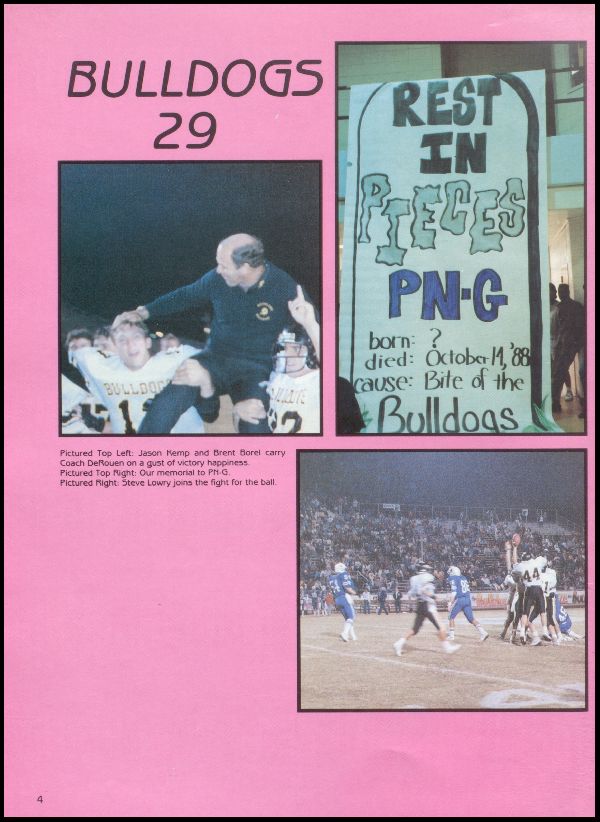 BULLDOGS
29
REST
IN
PIECES
PN-G
born: ?
died: October 14, '88
cause: Bite of the
Bulldogs
BULLDOGS
Pictured Top Left: Jason Kemp and Brent Borel carry
Coach DeRouen on a gust of victory happiness.
Pictured Top Right: Our memorial to PN-G.
Pictured Right: Steve Lowry joins the fight for the ball.
44
4